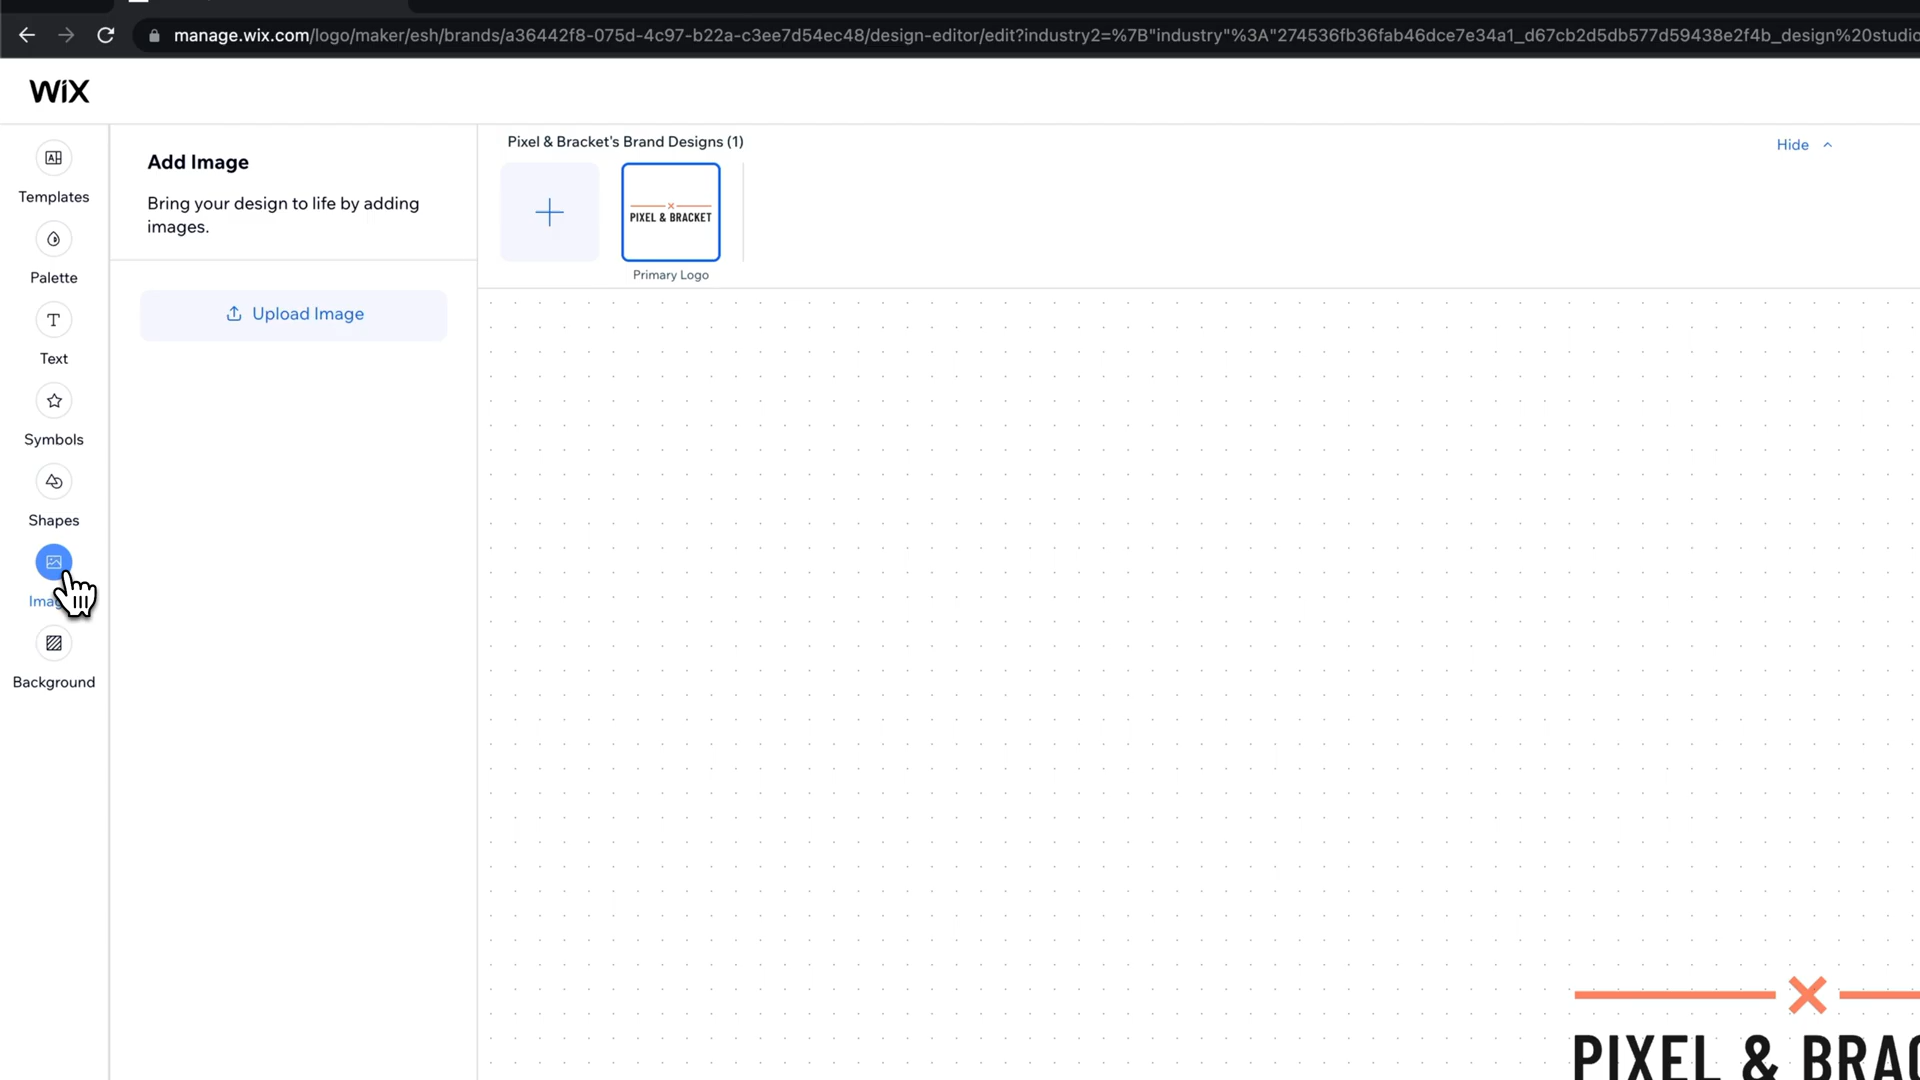 manage.wix.com/logo/maker/esh/brands/a36442f8-075d-4c97-b22a-c3ee7d54ec48/design-editor/edit?industry2=%7B"industry"%3A"274536fb36fab46dce7e34a1_d67cb2d5db577d59438e2f4b_design%20studio
WiX
Templates
Palette
Text
Symbols
Shapes
Background
Add Image
Bring your design to life by adding
images.
Upload Image
Pixel & Bracket's Brand Designs (1)
Hide
PIXEL & BRACKET
Primary Logo
PIXEL & BRAC